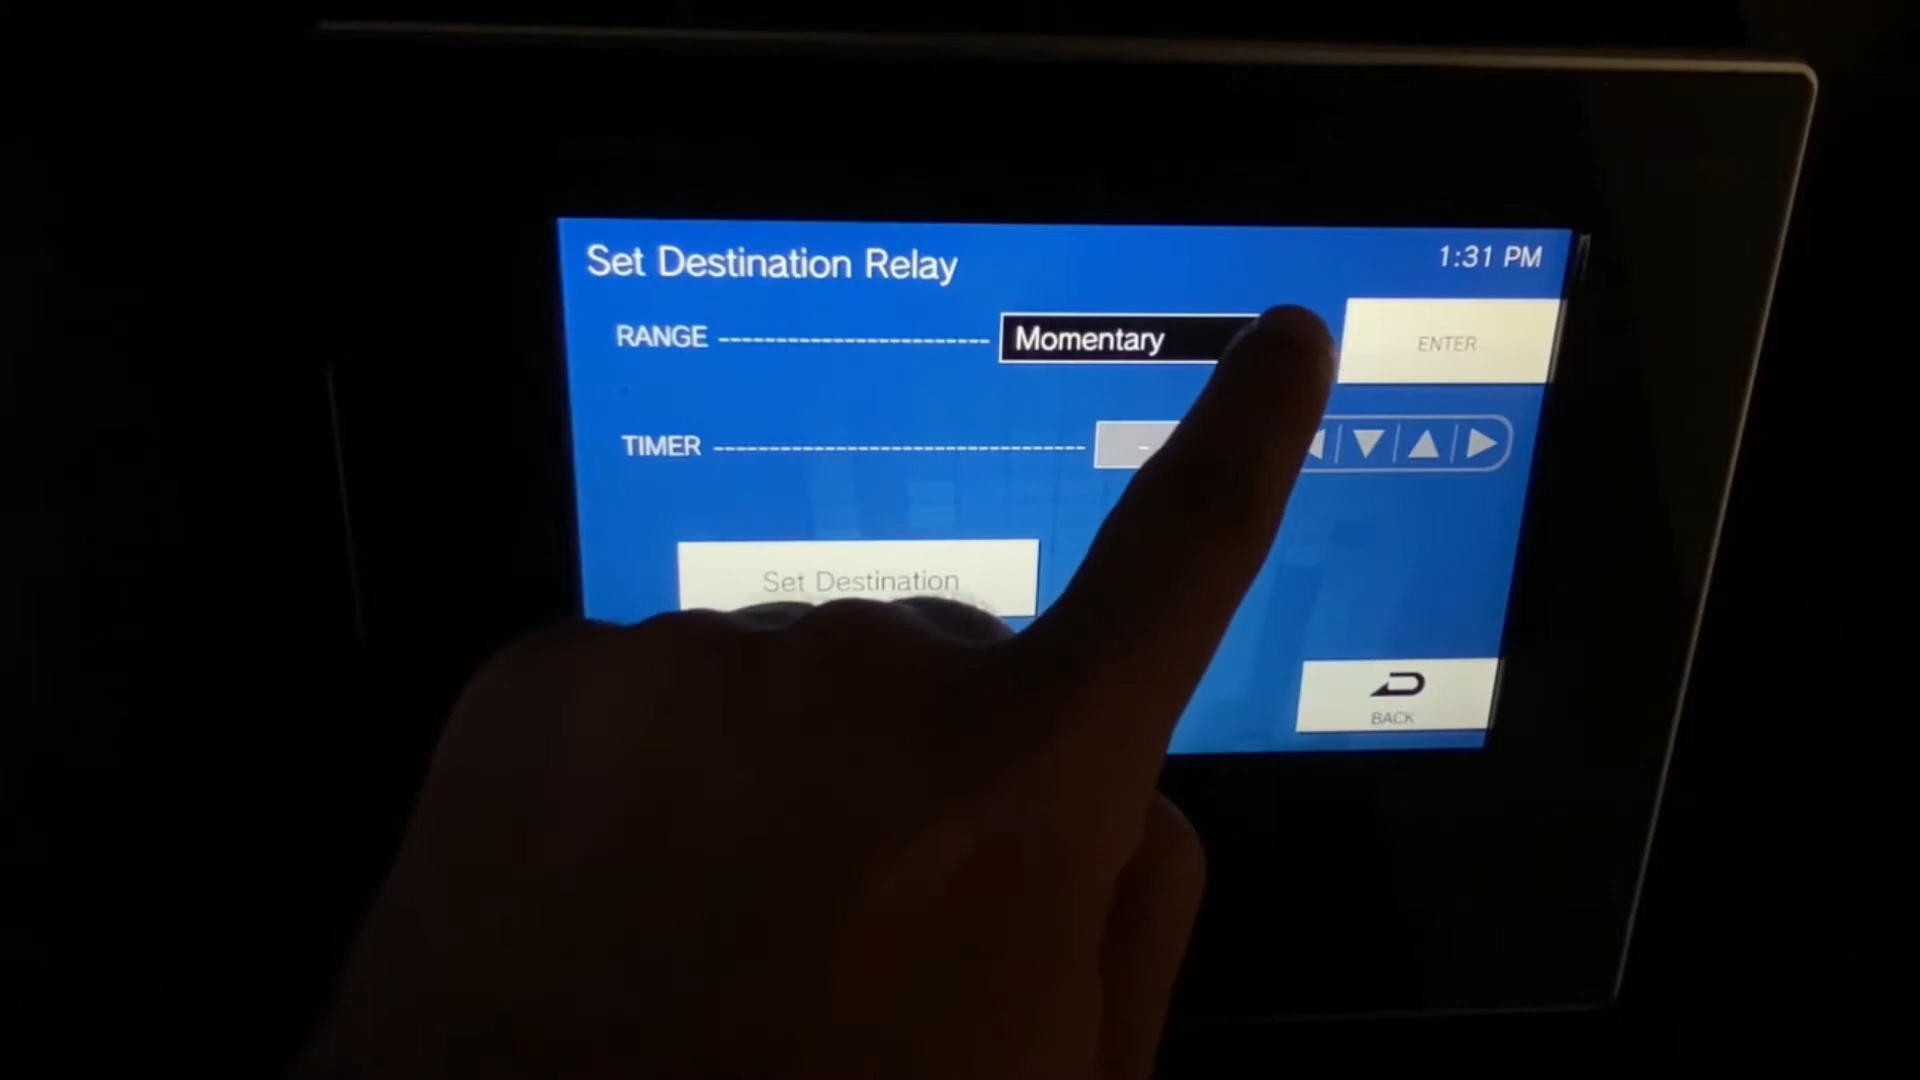 Set Destination Relay
1:31 PM
RANGE ------------------------ Momentary
ENTER
TIMER --------------------------------- -
Set Destination
BACK